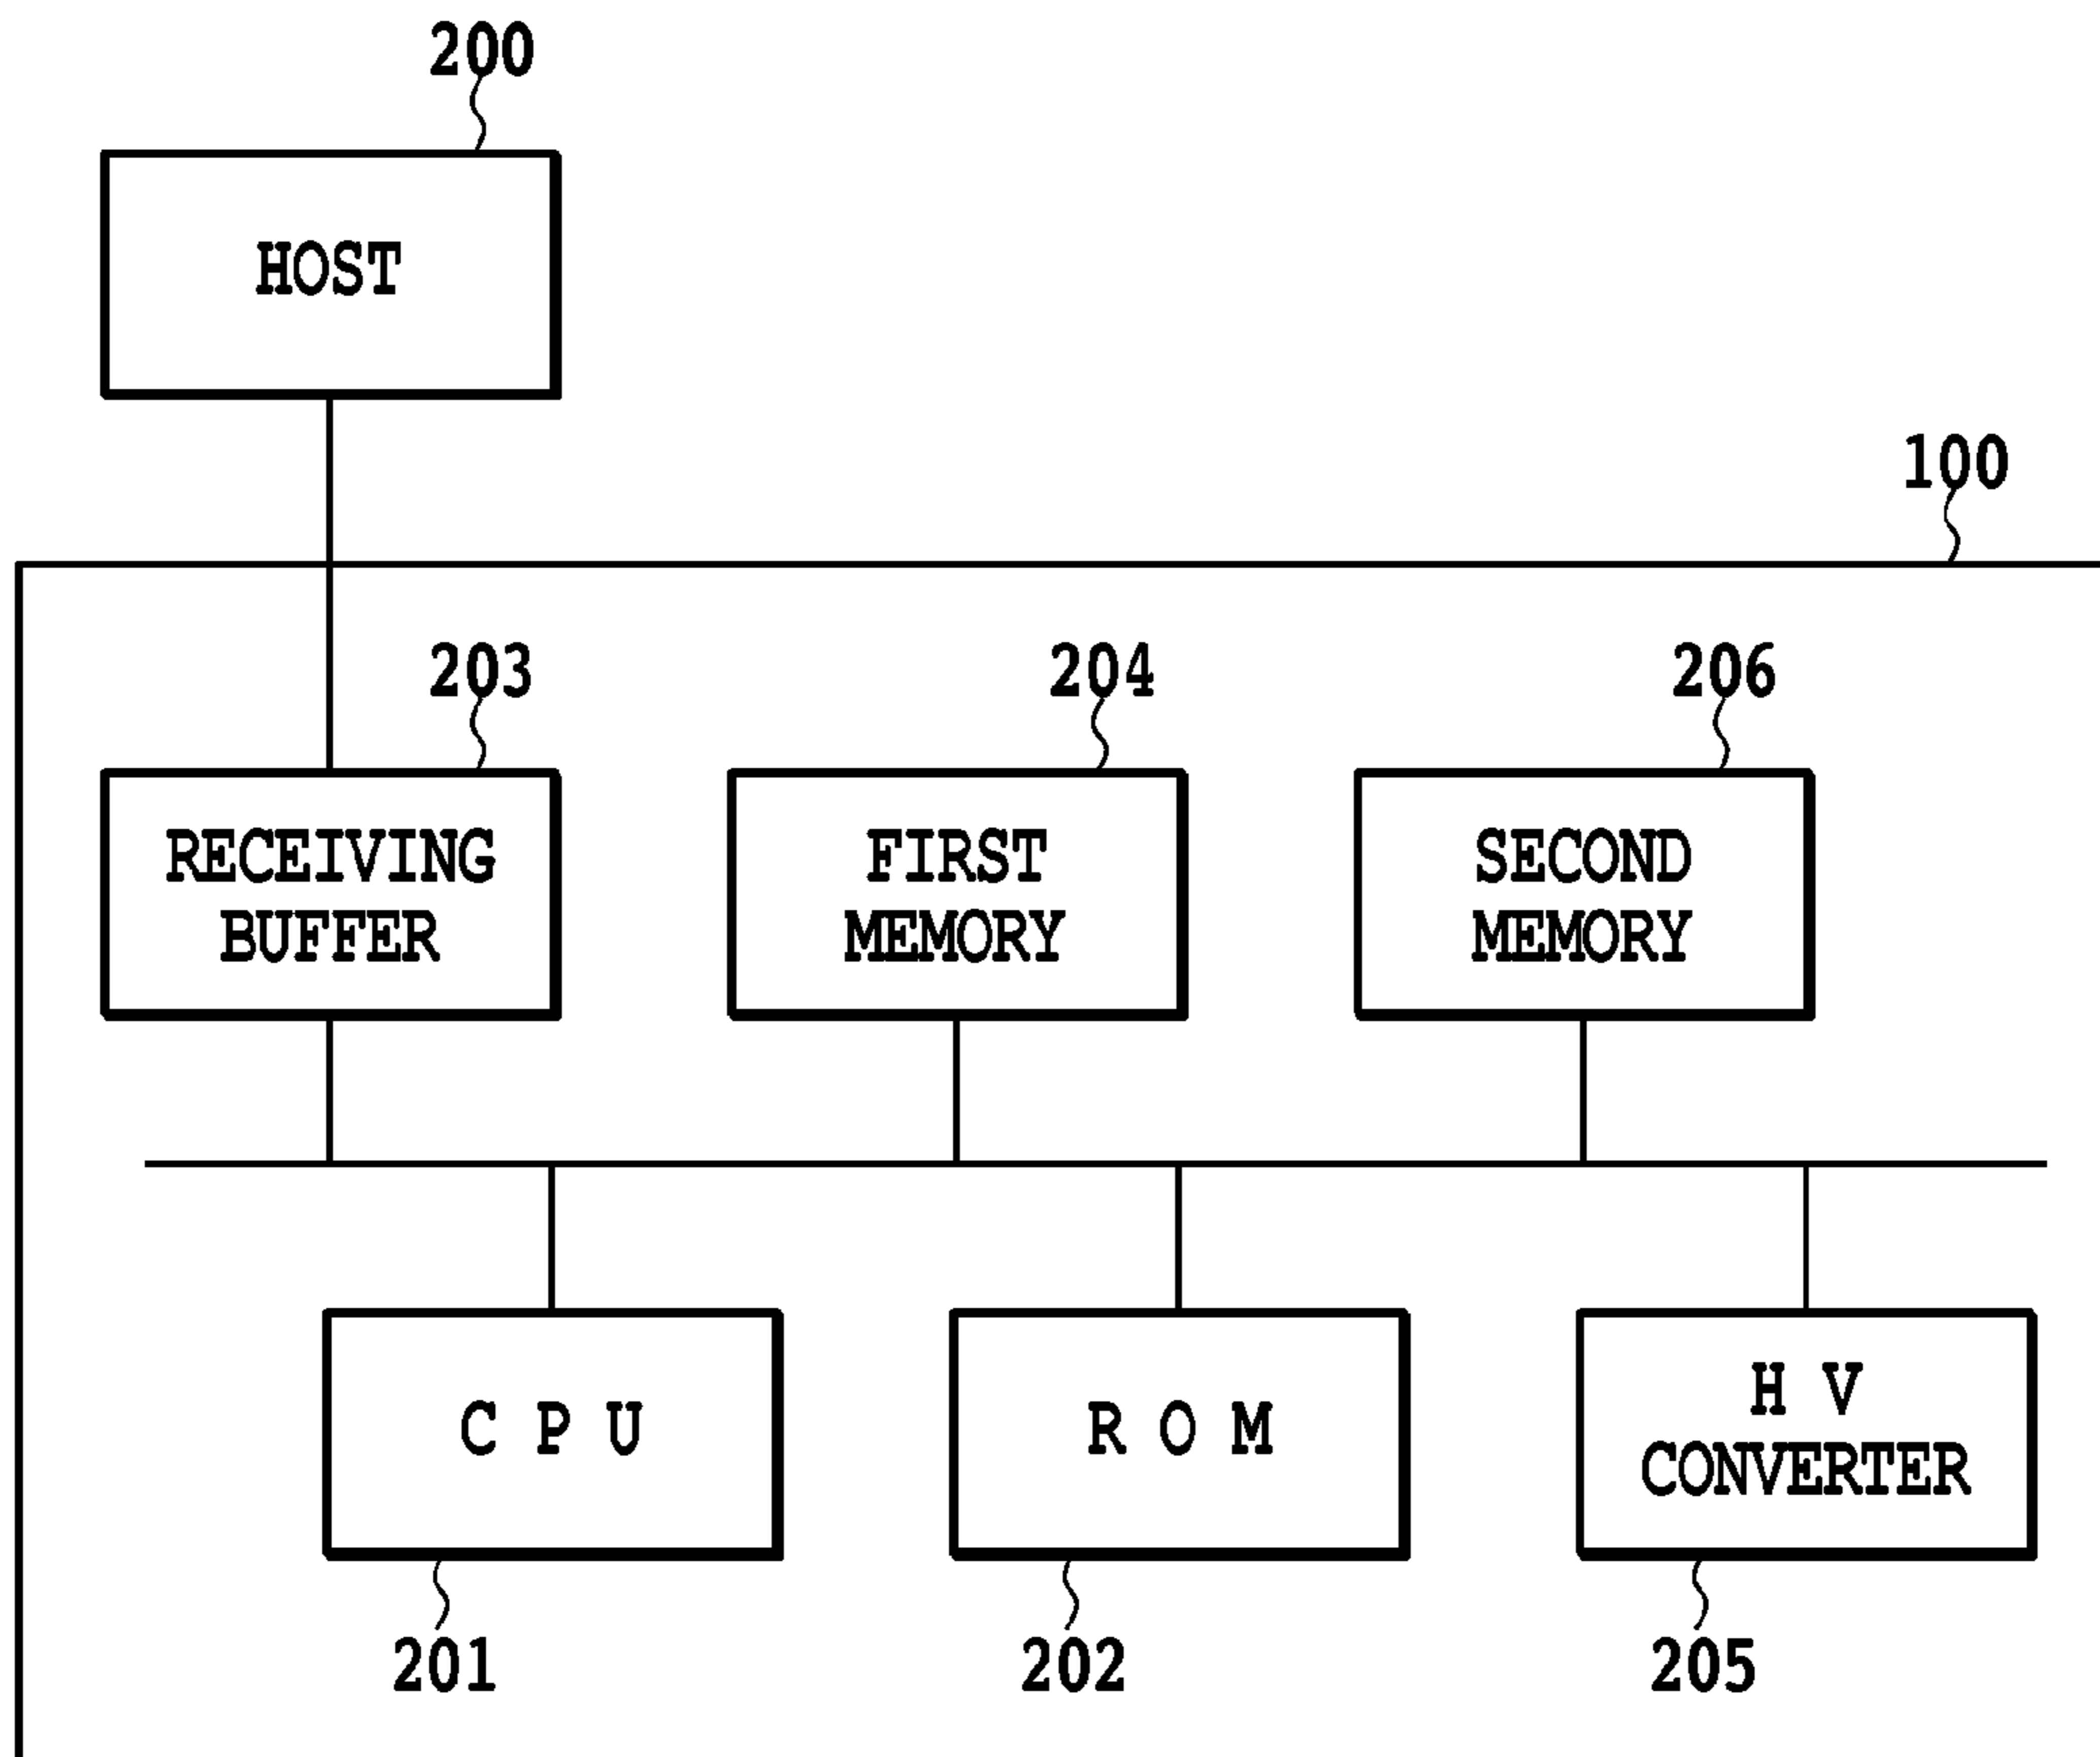 200
HOST
100
203
204
206
RECEIVING
BUFFER
FIRST
MEMORY
SECOND
MEMORY
C P U
R O M
H V
CONVERTER
201
202
205